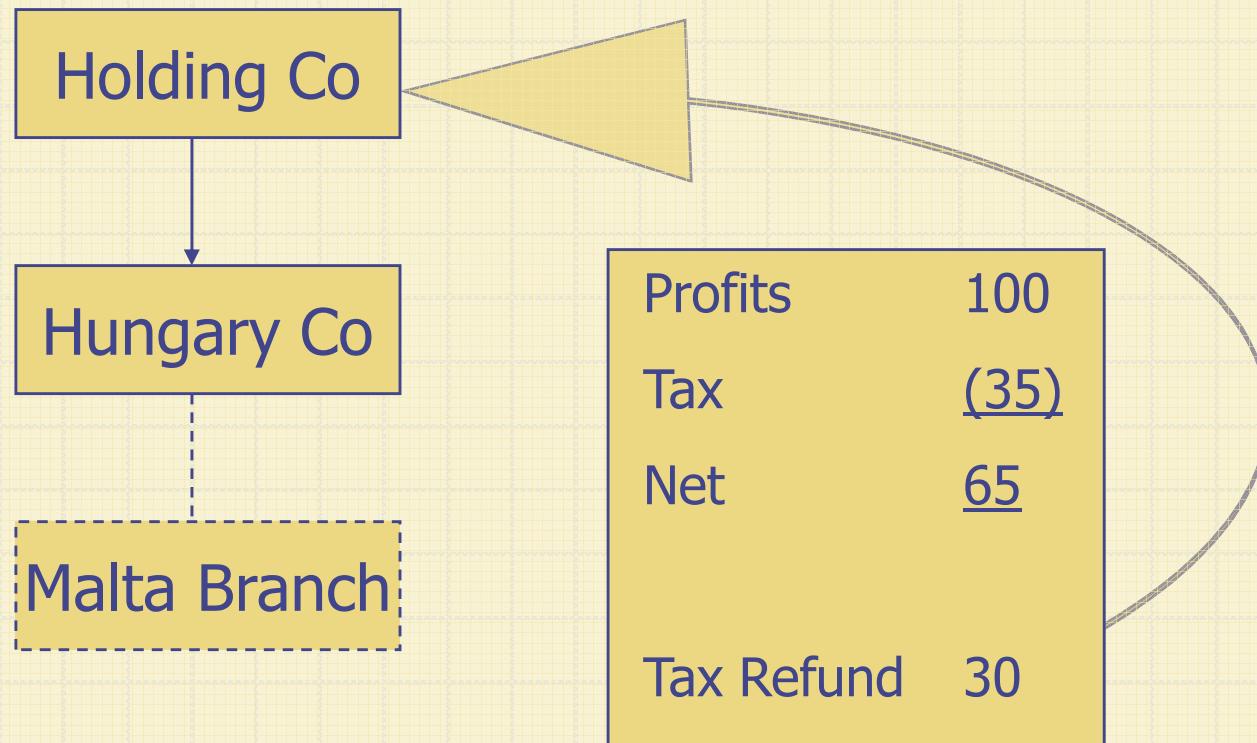 Holding Co
Hungary Co
Malta Branch
Profits 100
Tax (35)
Net 65
Tax Refund 30